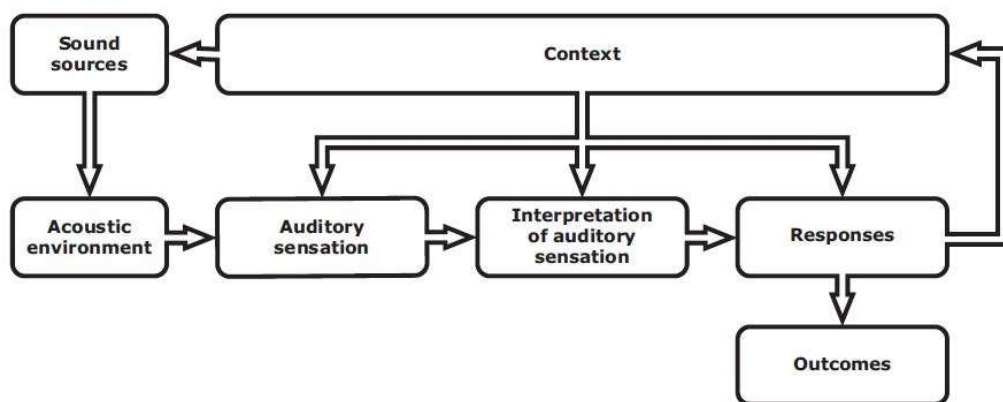 Sound
sources
Context
Acoustic
environment
Auditory
sensation
Interpretation
of auditory
sensation
Responses
Outcomes